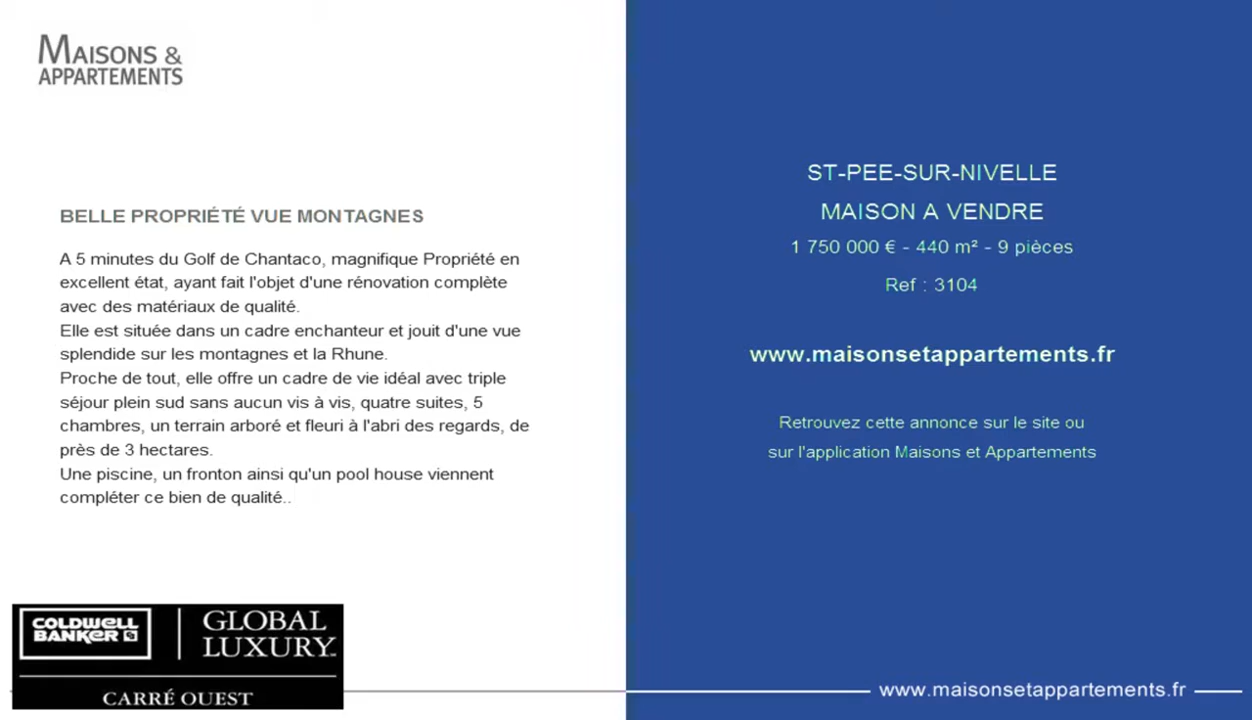 MAISONS &
APPARTEMENTS
BELLE PROPRIÉTÉ VUE MONTAGNES
A 5 minutes du Golf de Chantaco, magnifique Propriété en
excellent état, ayant fait l'objet d'une rénovation complète
avec des matériaux de qualité.
Elle est située dans un cadre enchanteur et jouit d'une vue
splendide sur les montagnes et la Rhune.
Proche de tout, elle offre un cadre de vie idéal avec triple
séjour plein sud sans aucun vis à vis, quatre suites, 5
chambres, un terrain arboré et fleuri à l'abri des regards, de
près de 3 hectares.
Une piscine, un fronton ainsi qu'un pool house viennent
compléter ce bien de qualité..
COLDWELL
BANKER
GLOBAL
LUXURY
CARRÉ OUEST
ST-PEE-SUR-NIVELLE
MAISON A VENDRE
1 750 000 € - 440 m² - 9 pièces
Ref : 3104
www.maisonsetappartements.fr
Retrouvez cette annonce sur le site ou
sur l'application Maisons et Appartements
www.maisonsetappartements.fr